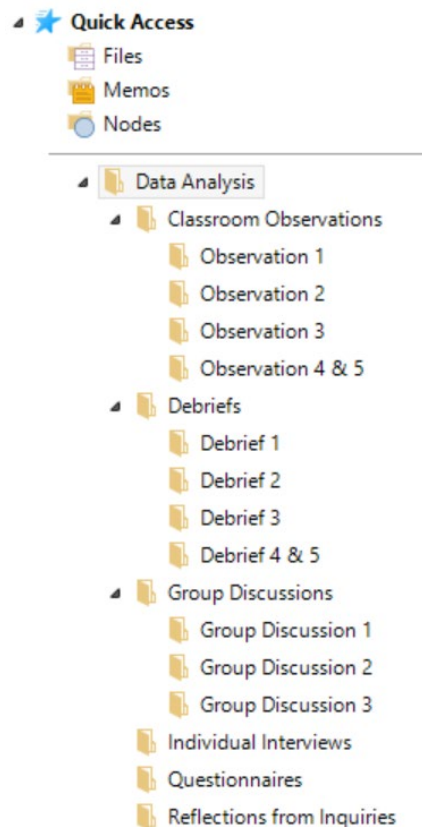 Quick Access
Files
Memos
Nodes
Data Analysis
Classroom Observations
Observation 1
Observation 2
Observation 3
Observation 4 & 5
Debriefs
Debrief 1
Debrief 2
Debrief 3
Debrief 4 & 5
Group Discussions
Group Discussion 1
Group Discussion 2
Group Discussion 3
Individual Interviews
Questionnaires
Reflections from Inquiries